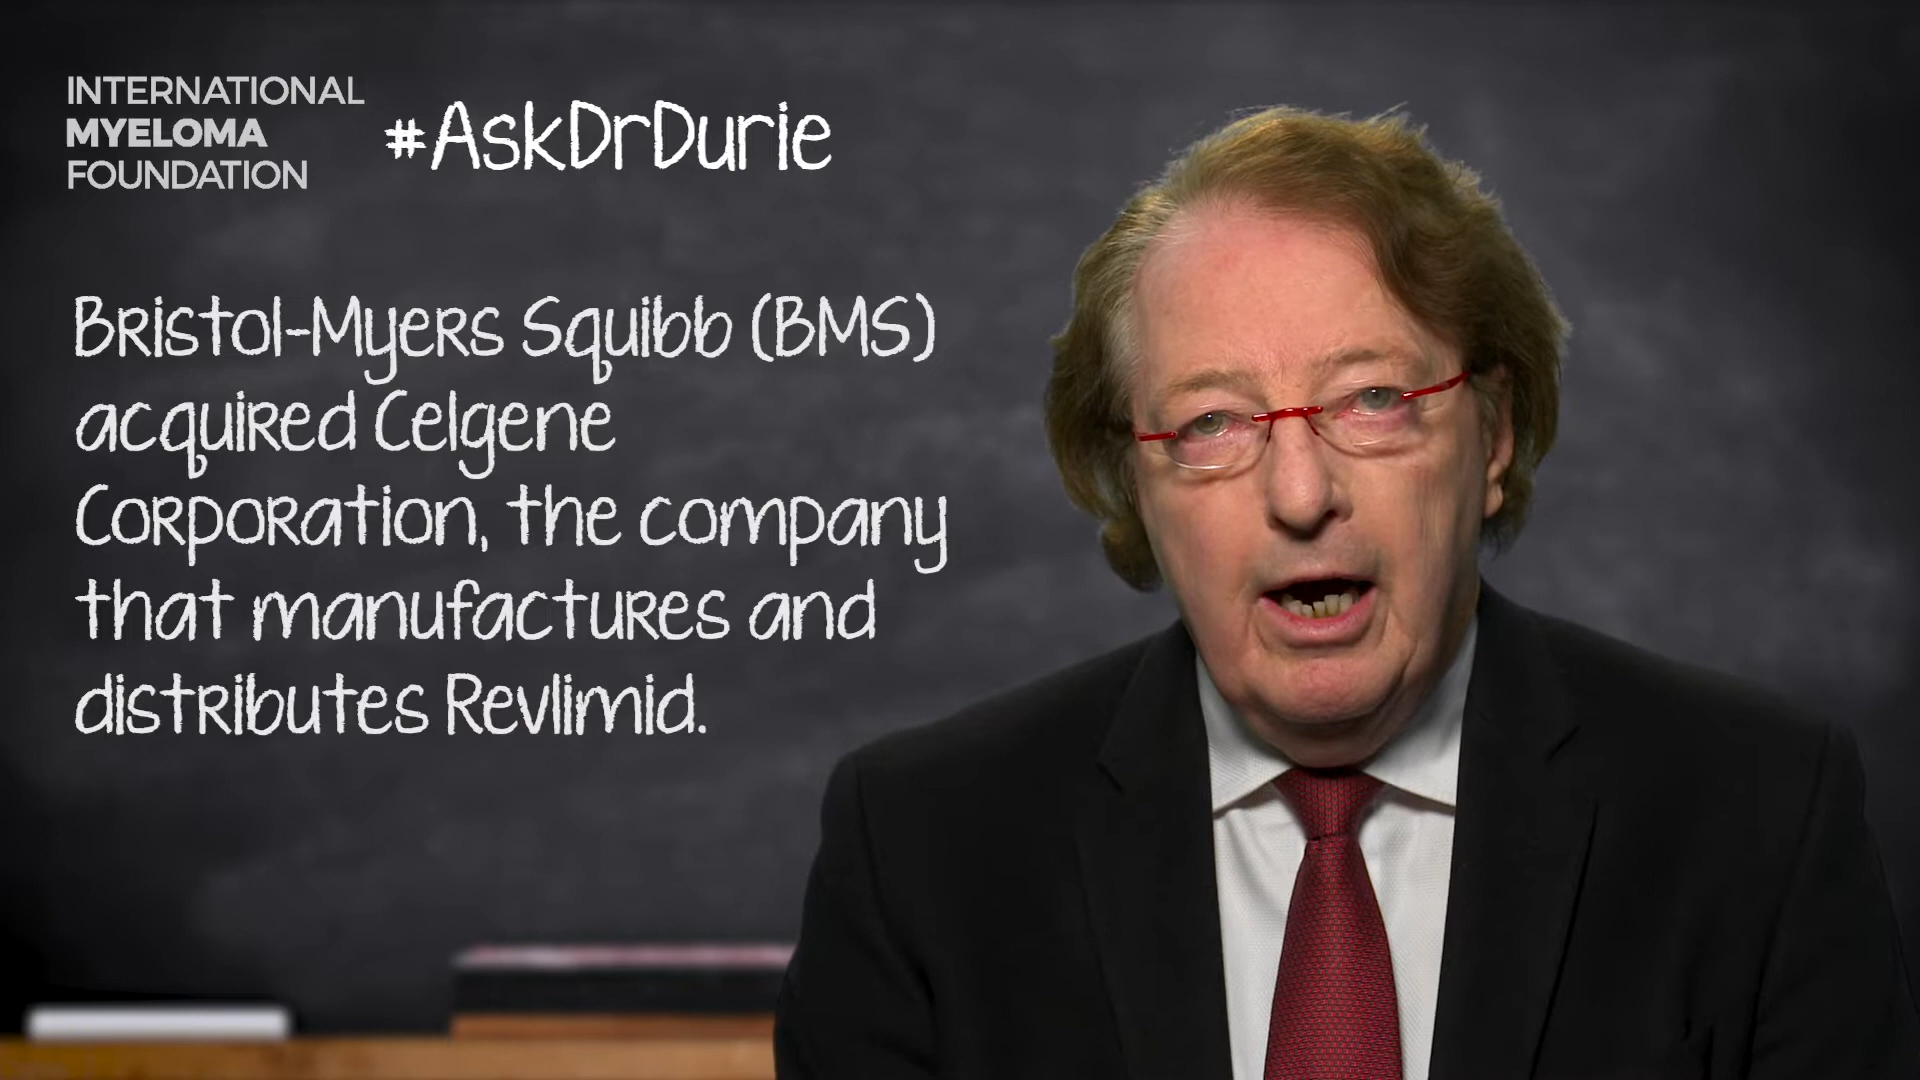 INTERNATIONAL
MYELOMA
FOUNDATION
#AskDrDurie
Bristol-Myers Squibb (BMS)
acquired Celgene
Corporation, the company
that manufactures and
distributes Revlimid.